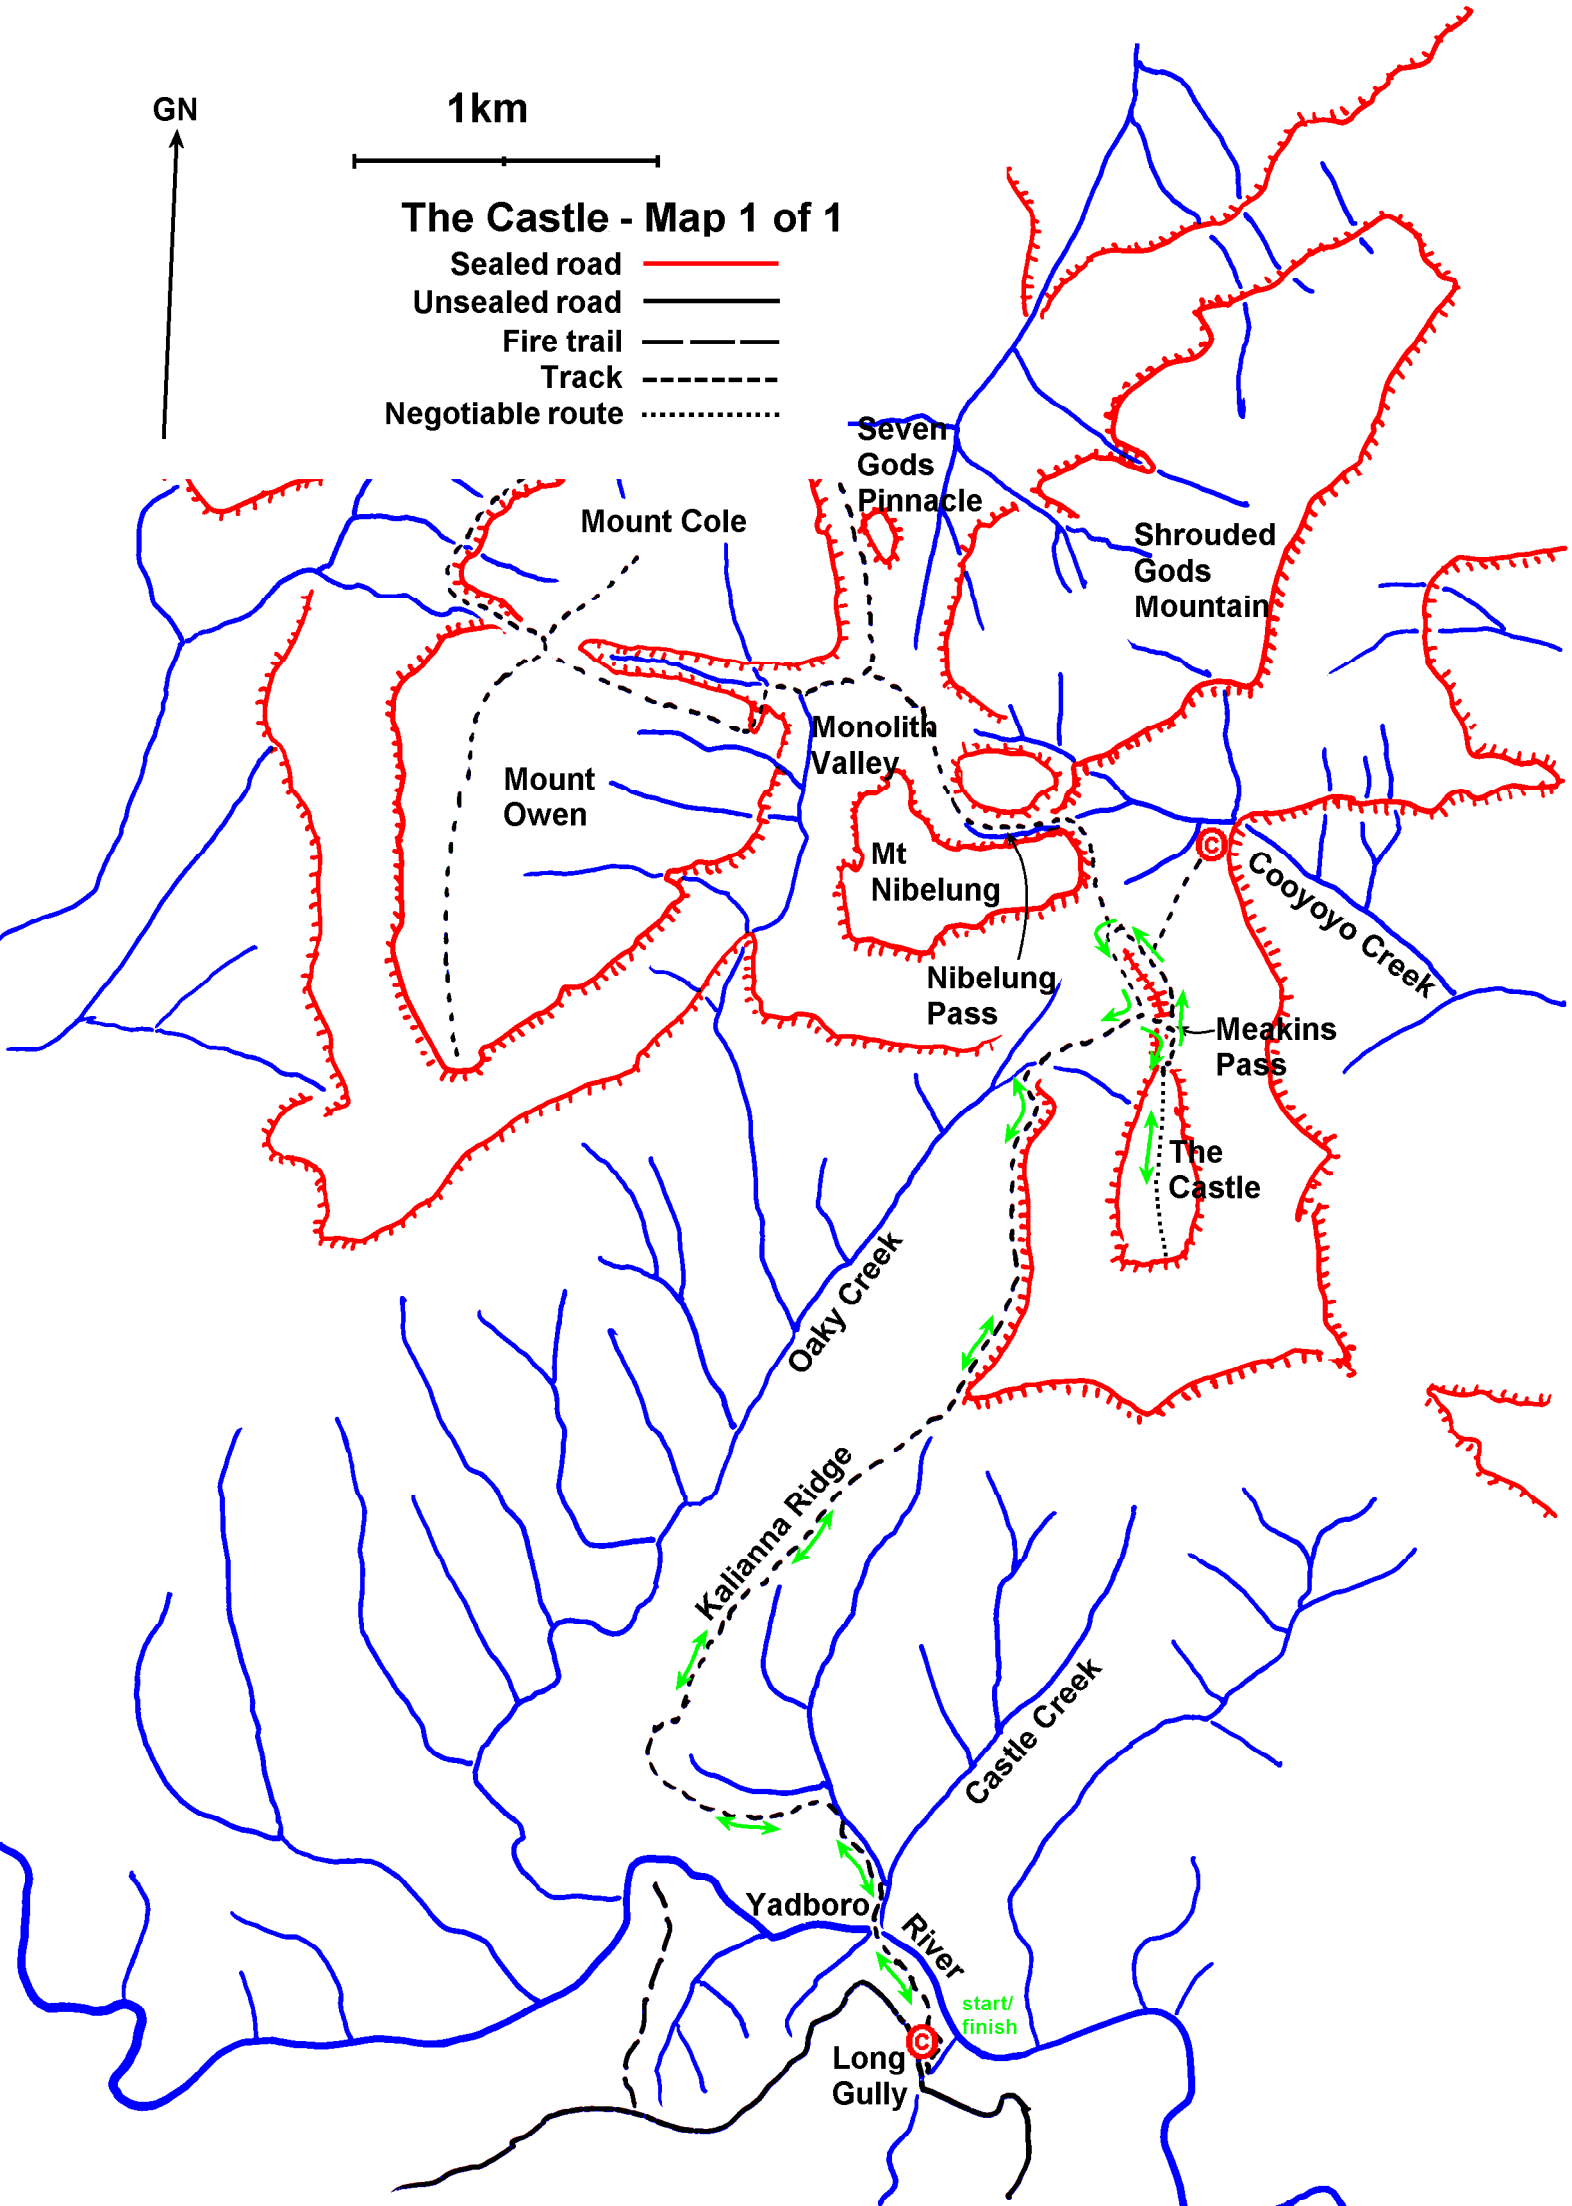 GN
1km
The Castle - Map 1 of 1
Sealed road
Unsealed road
Fire trail
Track
Negotiable route
Seven
Gods
Pinnacle
Mount Cole
Shrouded
Gods
Mountain
Monolith
Valley
Mount
Owen
Mt
Nibelung
C
Cooyoyo Creek
Nibelung
Pass
Meakins
Pass
The
Castle
Oaky Creek
Kalianna Ridge
Castle Creek
Yadboro
River
start/
finish
C
Long
Gully